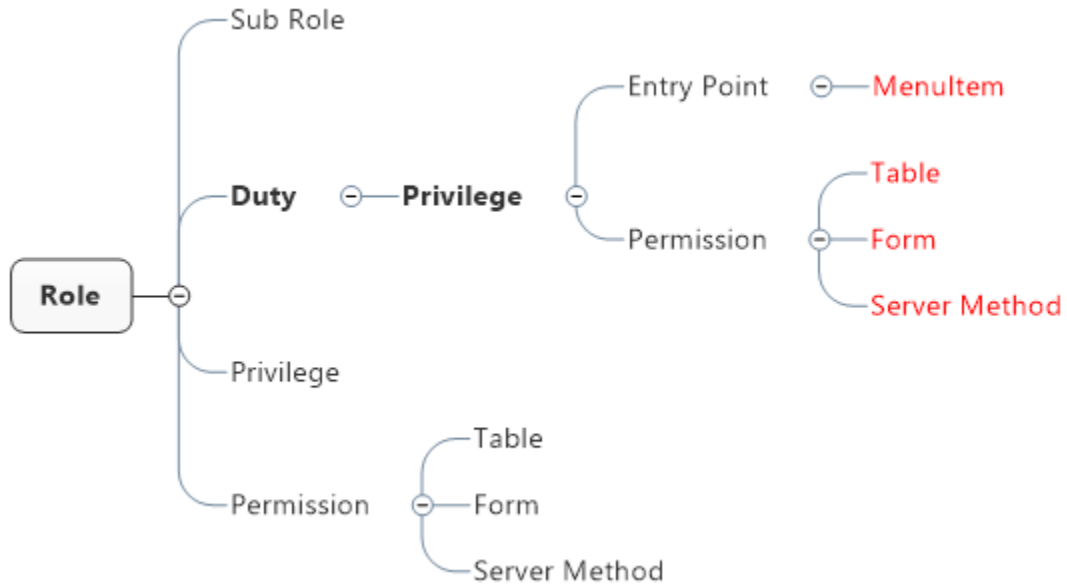 Sub Role
Entry Point
MenuItem
Table
Duty
Privilege
Permission
Form
Role
Server Method
Privilege
Table
Permission
Form
Server Method